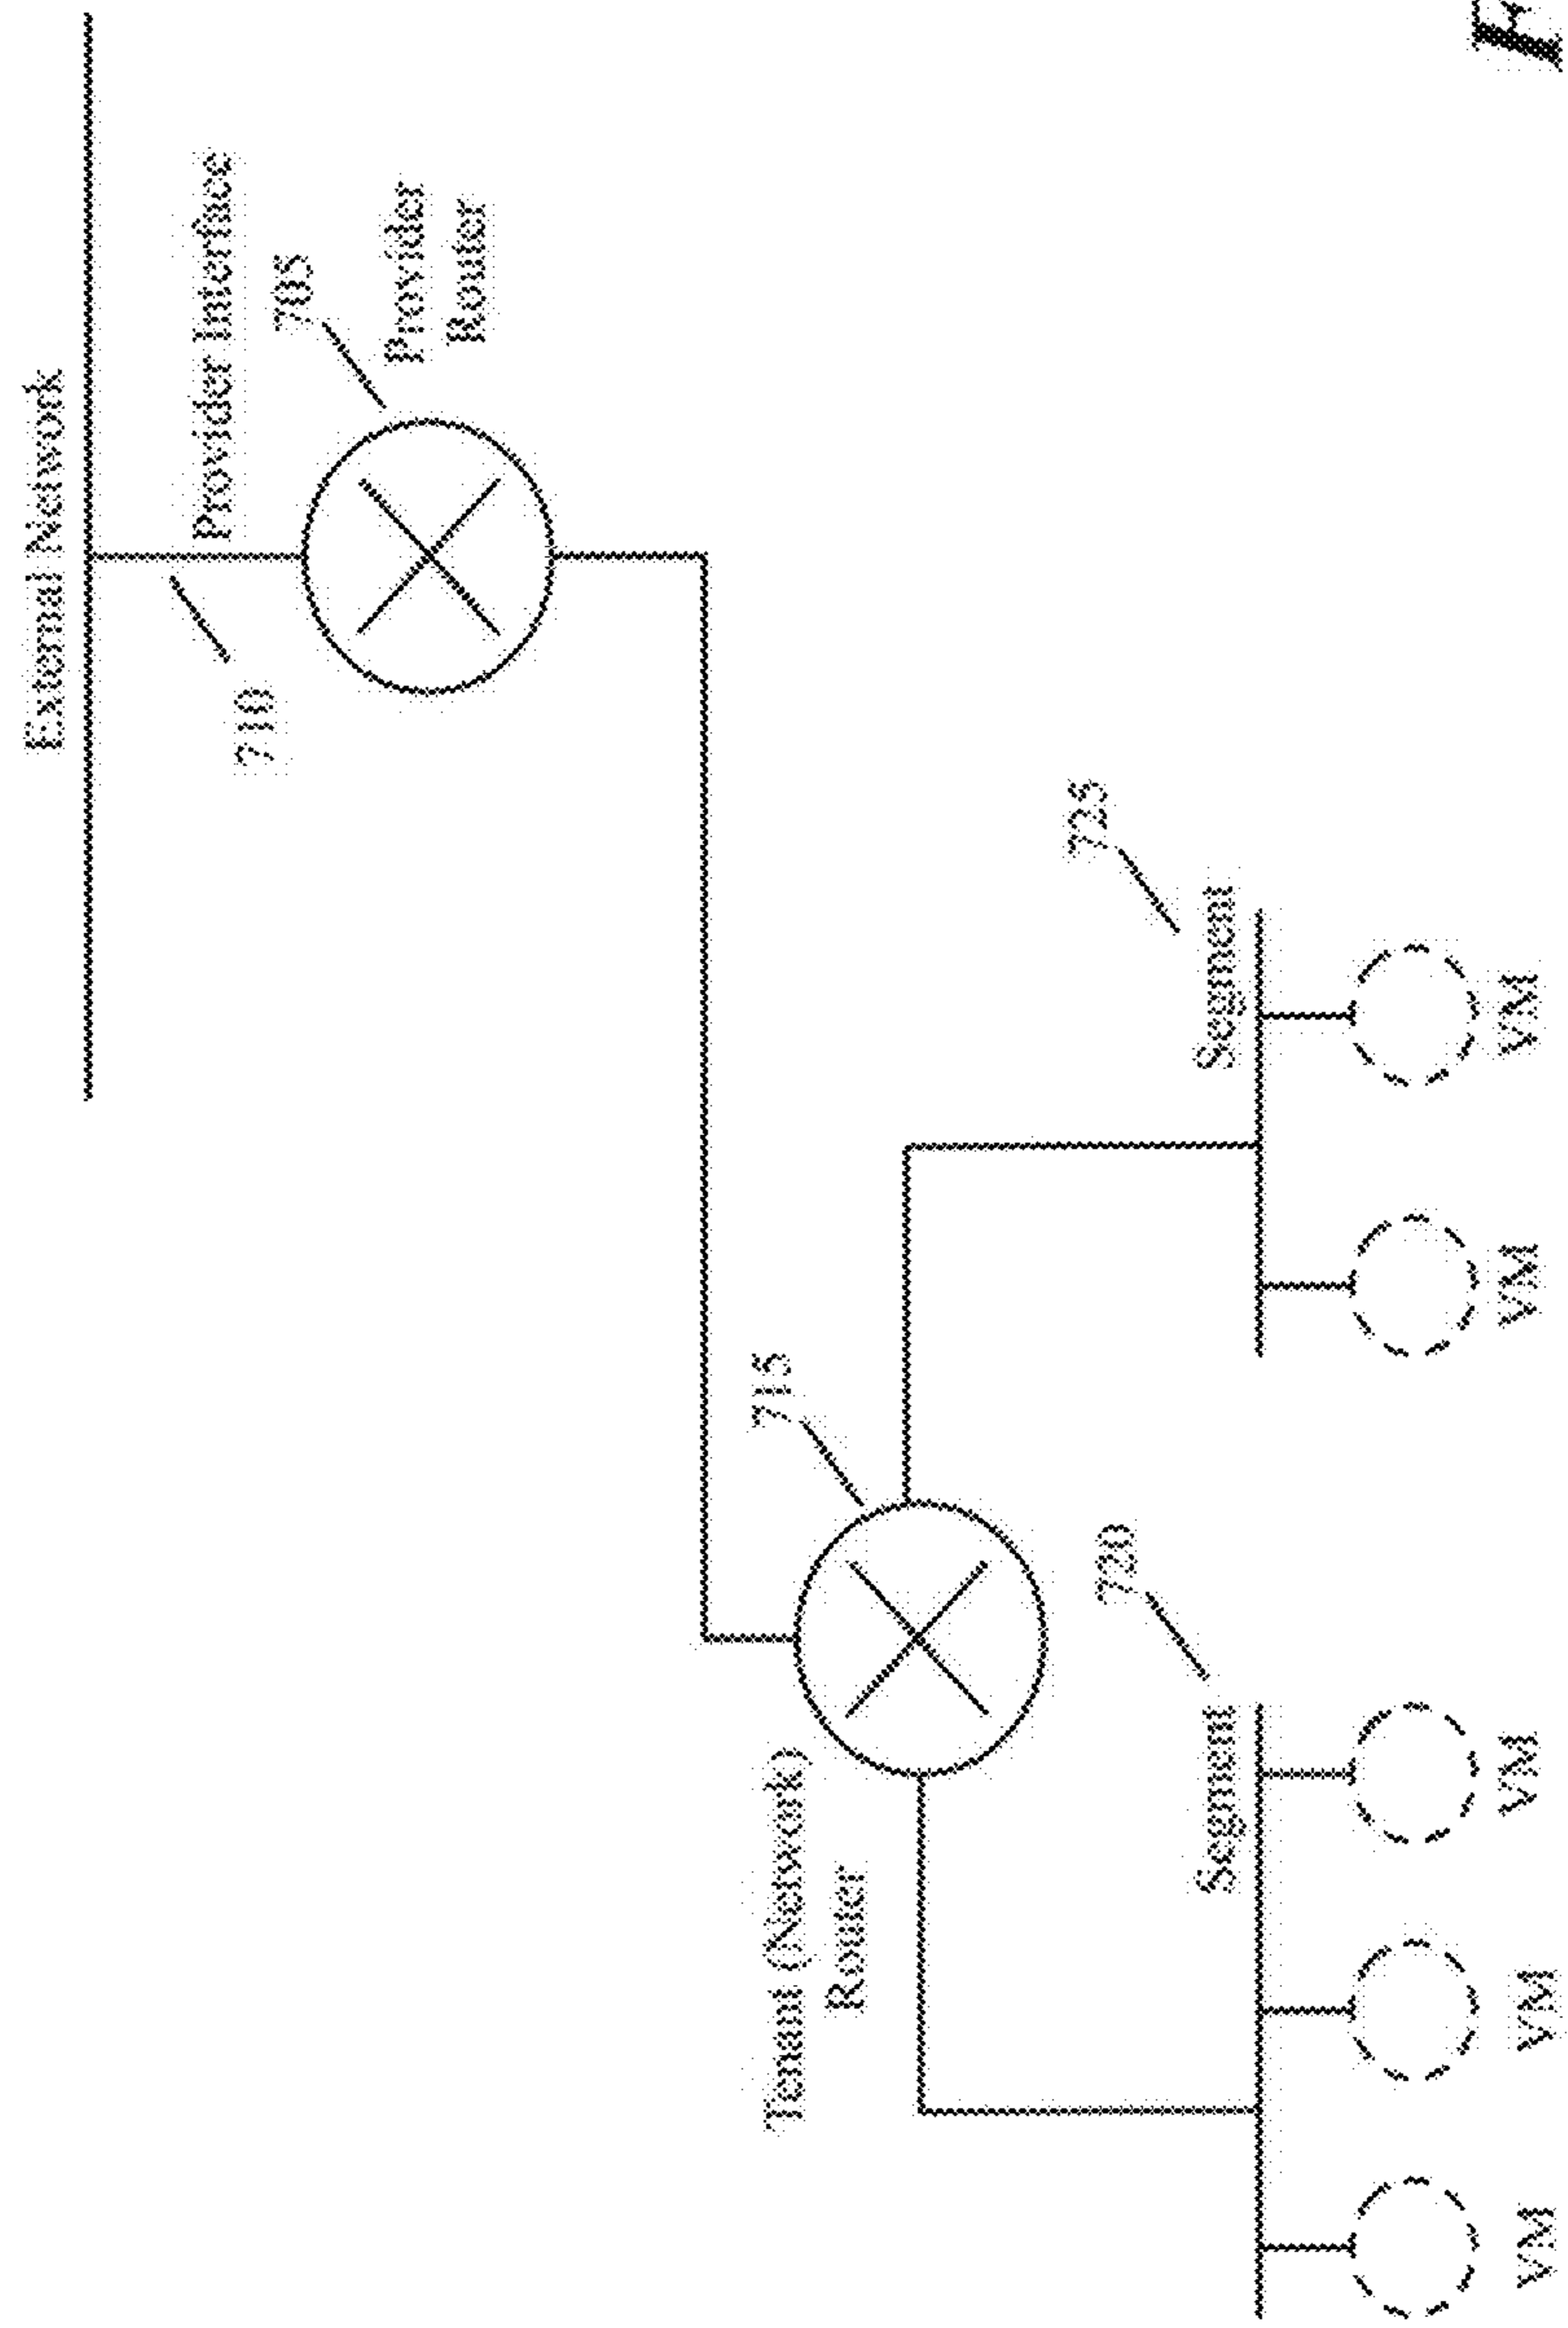 External Network
Provider Interface
710
705
Provider
Router
Tenant (Network)
Router
715
725
720
Segment
Segment
VM
VM
VM
VM
VM